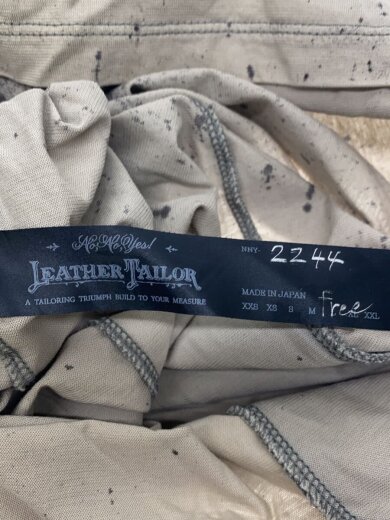 No, No, Yes!
LEATHER TAILOR
A TAILORING TRIUMPH BUILD TO YOUR MEASURE
NNY- 2244
MADE IN JAPAN
XXS XS S M Free XL XXL